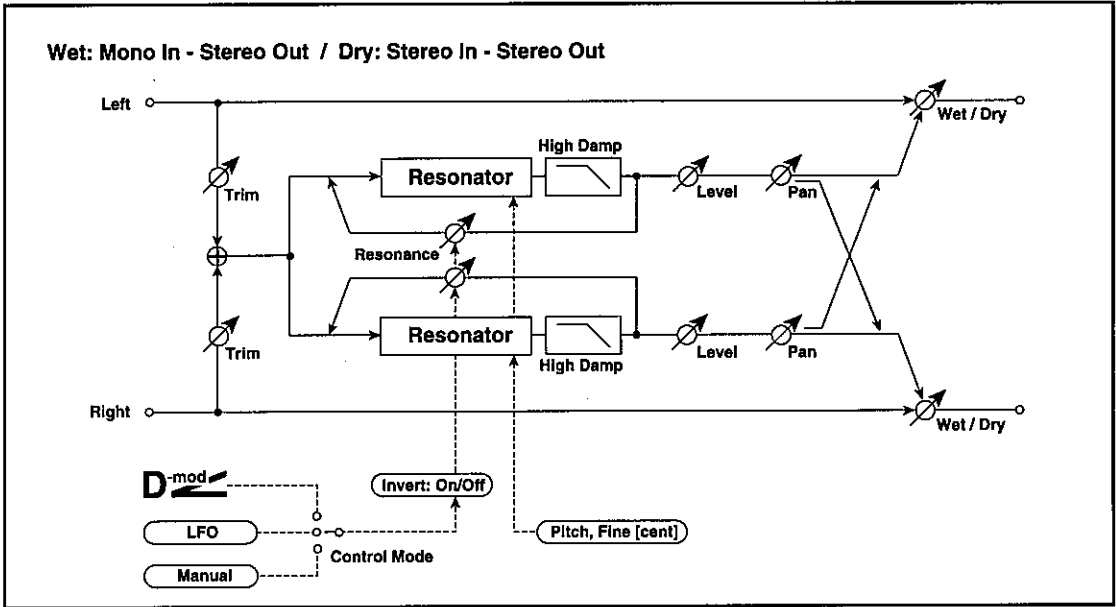 Wet: Mono In - Stereo Out / Dry: Stereo In - Stereo Out
Left
Wet / Dry
High Damp
Trim
Resonator
Level
Pan
Resonance
Trim
Resonator
Level
Pan
High Damp
Right
Wet / Dry
D-mod
Invert: On/Off
LFO
Pitch, Fine [cent]
Control Mode
Manual